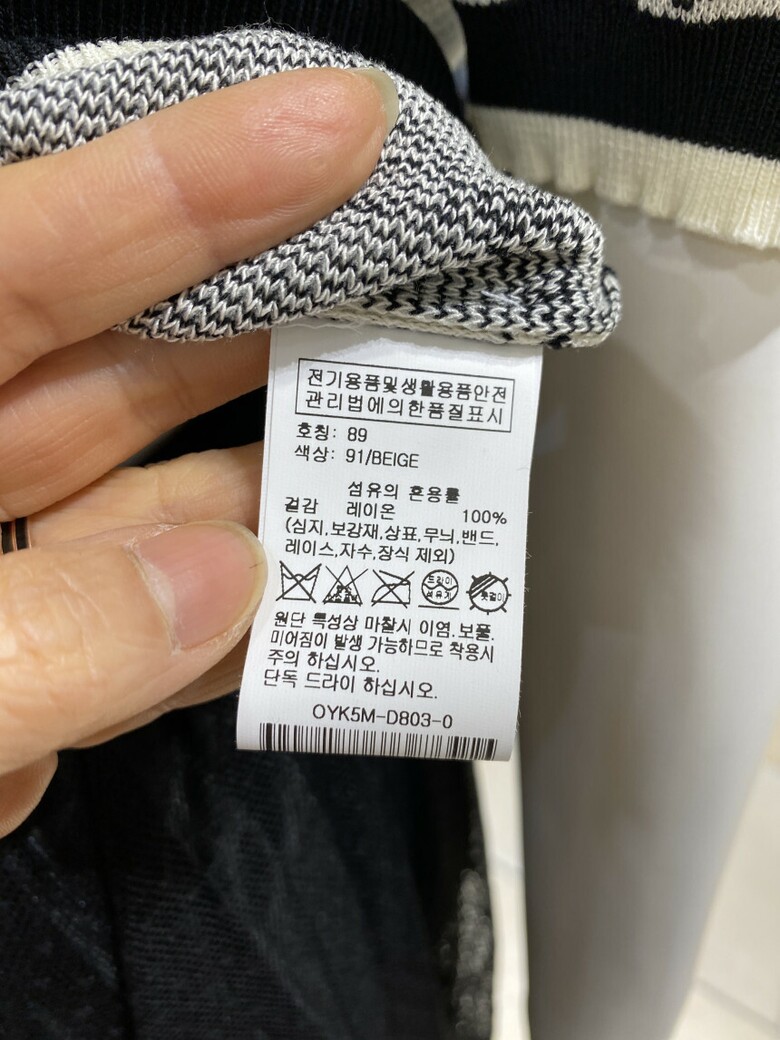 전기용품및생활용품안전
관리법에의한품질표시
호칭: 89
색상: 91/BEIGE
섬유의 혼용률
겉감 레이온 100%
(심지,보강재,상표,무늬,밴드,
레이스,자수,장식 제외)
드라이
석유계
옷걸이
원단 특성상 마찰시 이염.보풀.
미어짐이 발생 가능하므로 착용시
주의 하십시오.
단독 드라이 하십시오.
OYK5M-D803-0